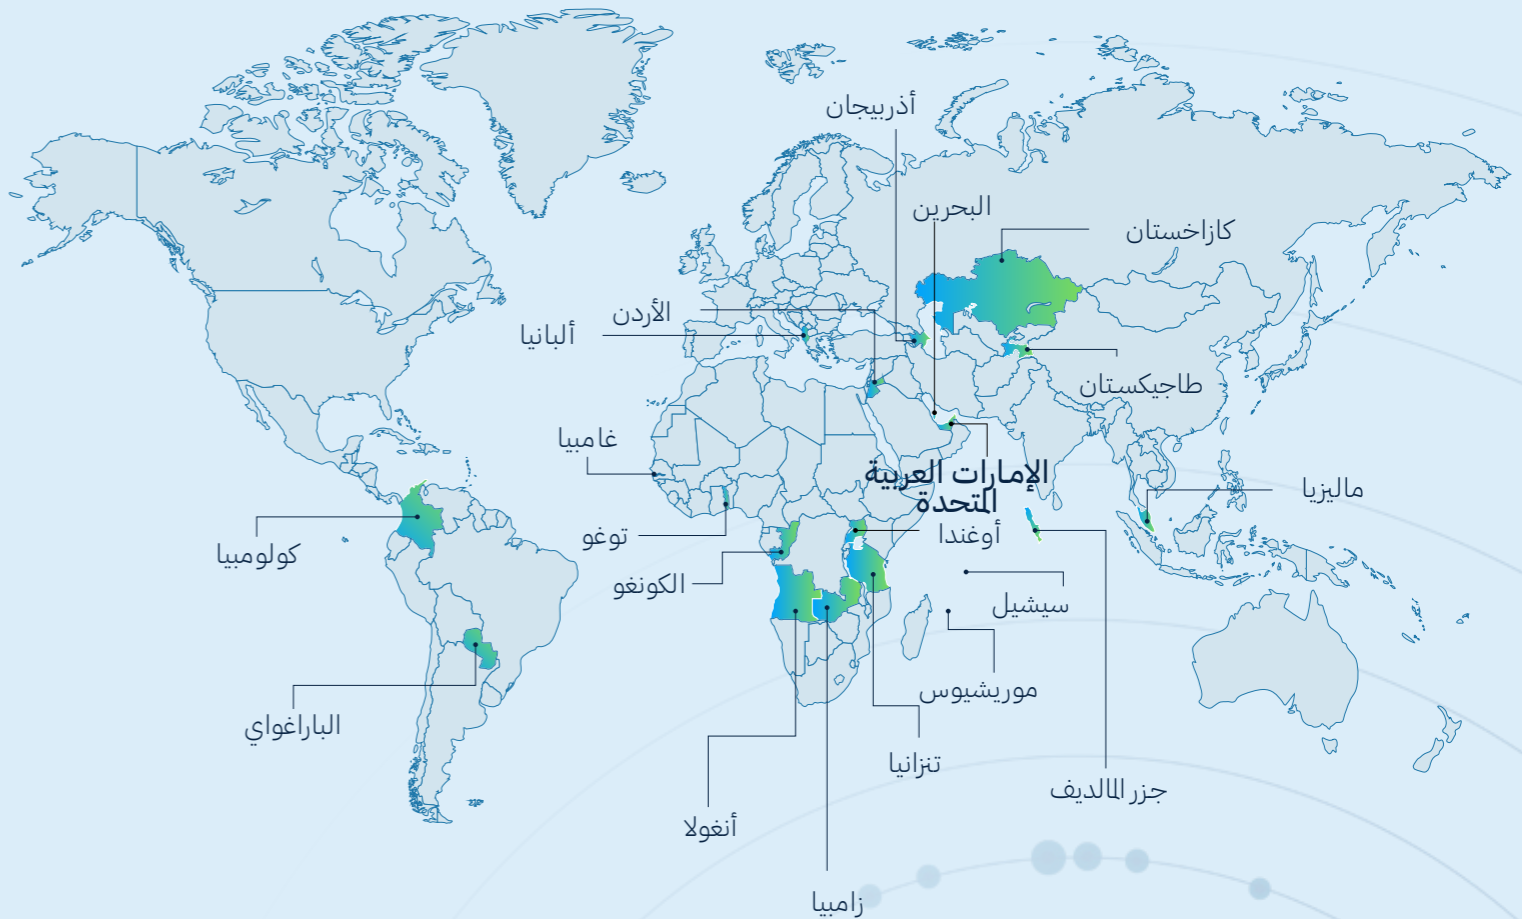 أذربيجان
البحرين
كازاخستان
الأردن
ألبانيا
طاجيكستان
غامبيا
الإمارات العربية
المتحدة
ماليزيا
أوغندا
توغو
كولومبيا
الكونغو
سيشيل
موريشيوس
الباراغواي
تنزانيا
جزر المالديف
أنغولا
زامبيا